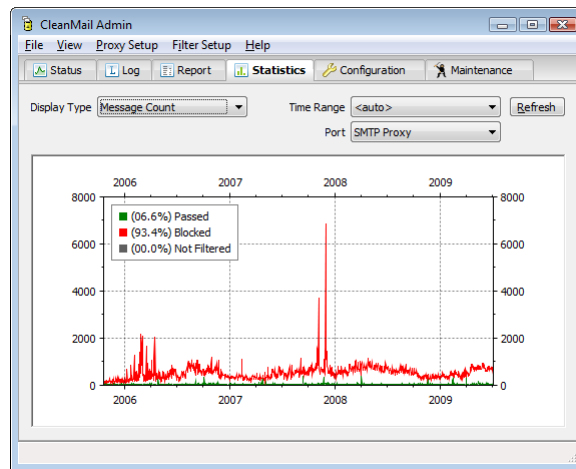 CleanMail Admin
File View Proxy Setup Filter Setup Help
Status Log Report Statistics Configuration Maintenance
Display Type Message Count Time Range <auto> Refresh
Port SMTP Proxy
2006 2007 2008 2009
8000 8000
(06.6%) Passed
(93.4%) Blocked
(00.0%) Not Filtered
6000 6000
4000 4000
2000 2000
0 0
2006 2007 2008 2009